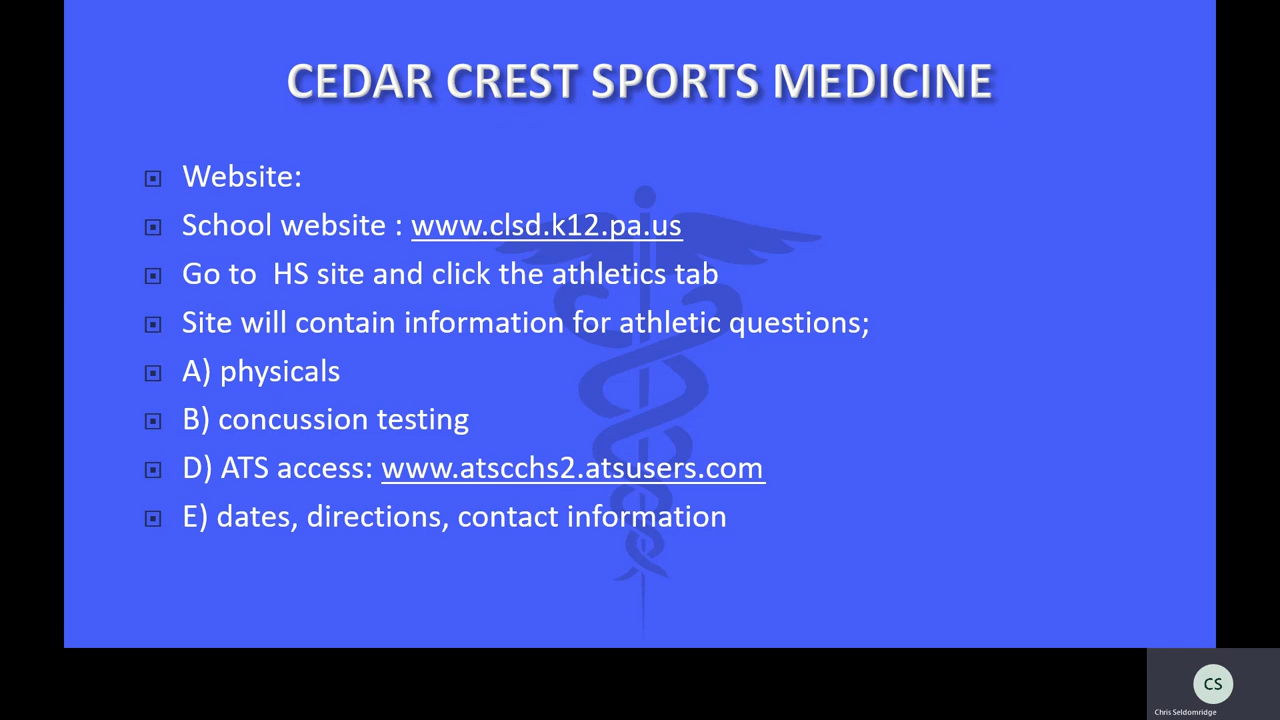 CEDAR CREST SPORTS MEDICINE
Website:
School website : www.clsd.k12.pa.us
Go to  HS site and click the athletics tab
Site will contain information for athletic questions;
A) physicals
B) concussion testing
D) ATS access: www.atscchs2.atsusers.com
E) dates, directions, contact information
CS
Chris Seldomridge